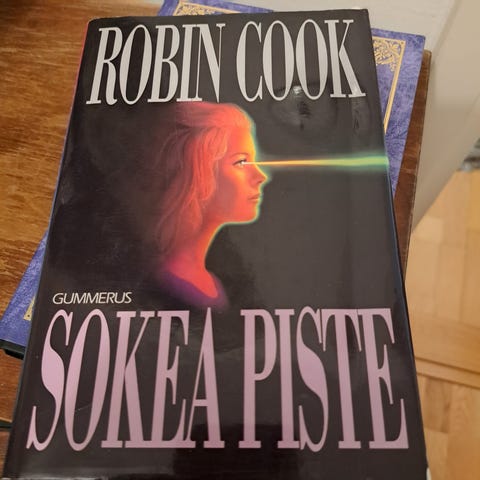 ROBIN COOK
GUMMERUS
SOKEA PISTE